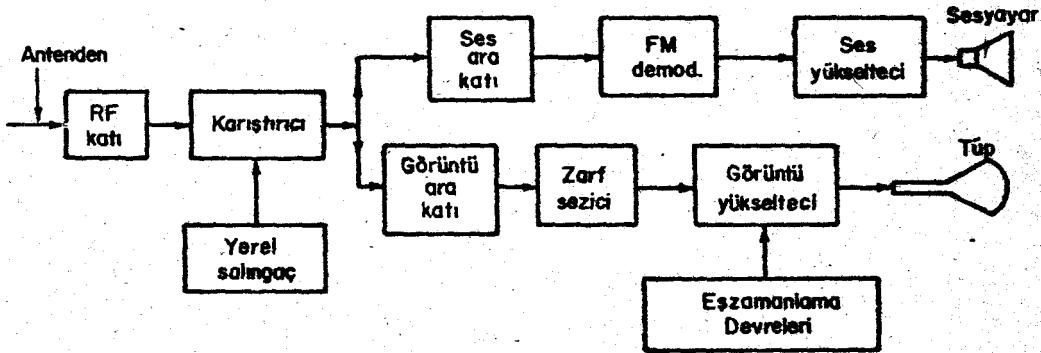 Antenden
RF
katı
Karıştırıcı
Yerel
salıngaç
Ses
ara
katı
FM
demod.
Ses
yükselteci
Sesyayar
Görüntü
ara
katı
Zarf
sezici
Görüntü
yükselteci
Tüp
Eşzamanlama
Devreleri